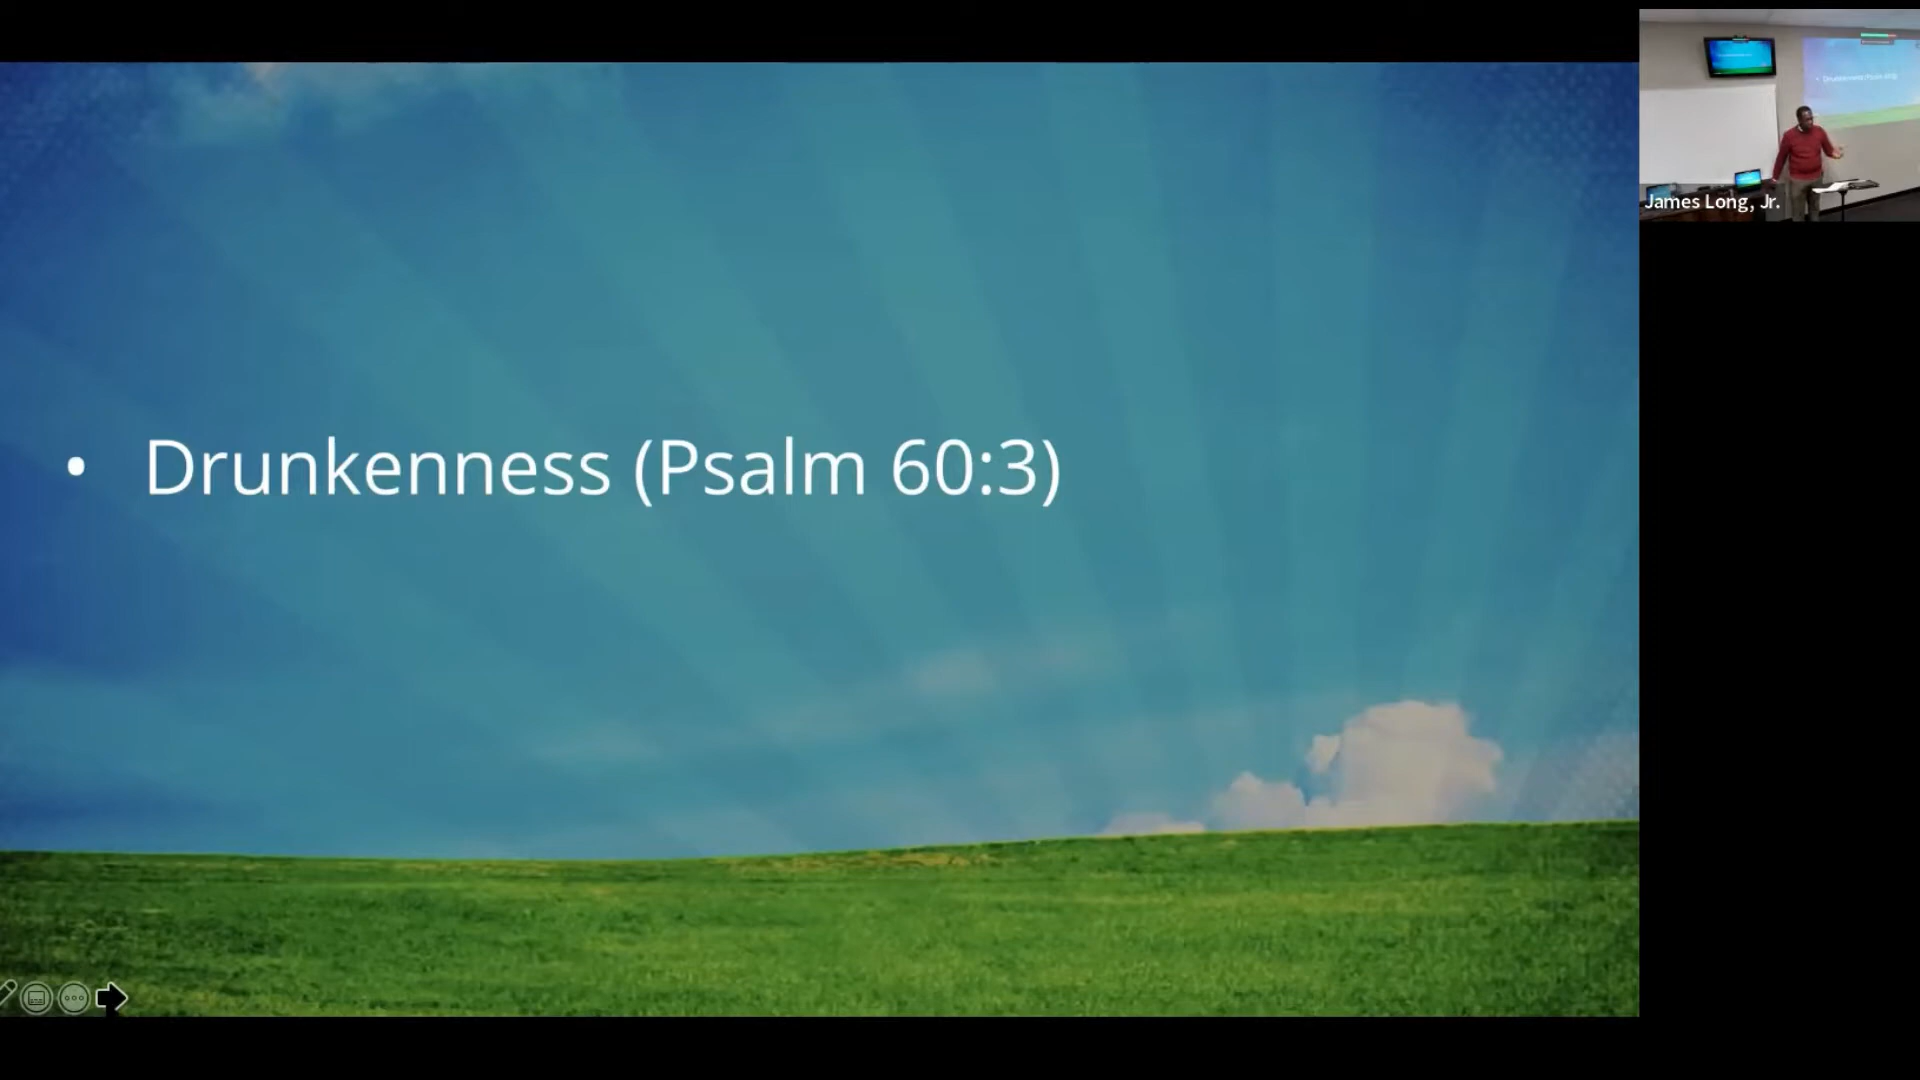 • Drunkenness (Psalm 60:3)
James Long, Jr.